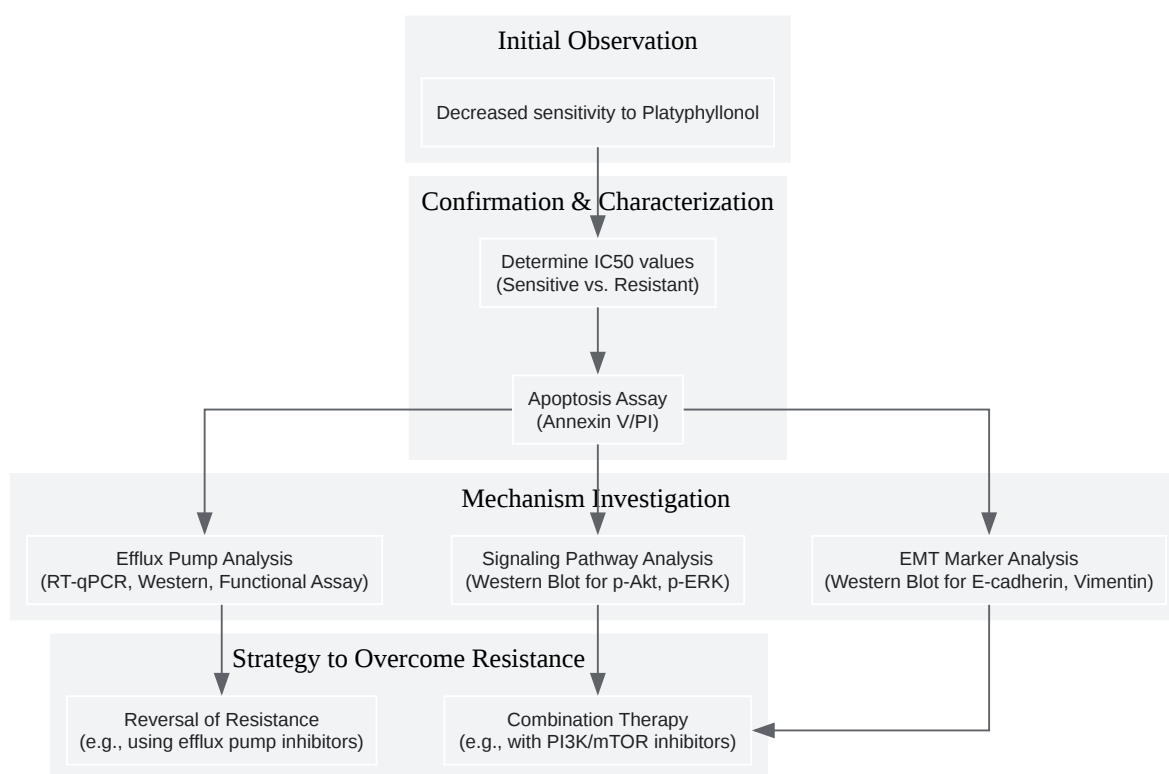 Initial Observation
Decreased sensitivity to Platyphyllonol
Confirmation & Characterization
Determine IC50 values
(Sensitive vs. Resistant)
Apoptosis Assay
(Annexin V/PI)
Mechanism Investigation
Efflux Pump Analysis
(RT-qPCR, Western, Functional Assay)
Signaling Pathway Analysis
(Western Blot for p-Akt, p-ERK)
EMT Marker Analysis
(Western Blot for E-cadherin, Vimentin)
Strategy to Overcome Resistance
Reversal of Resistance
(e.g., using efflux pump inhibitors)
Combination Therapy
(e.g., with PI3K/mTOR inhibitors)